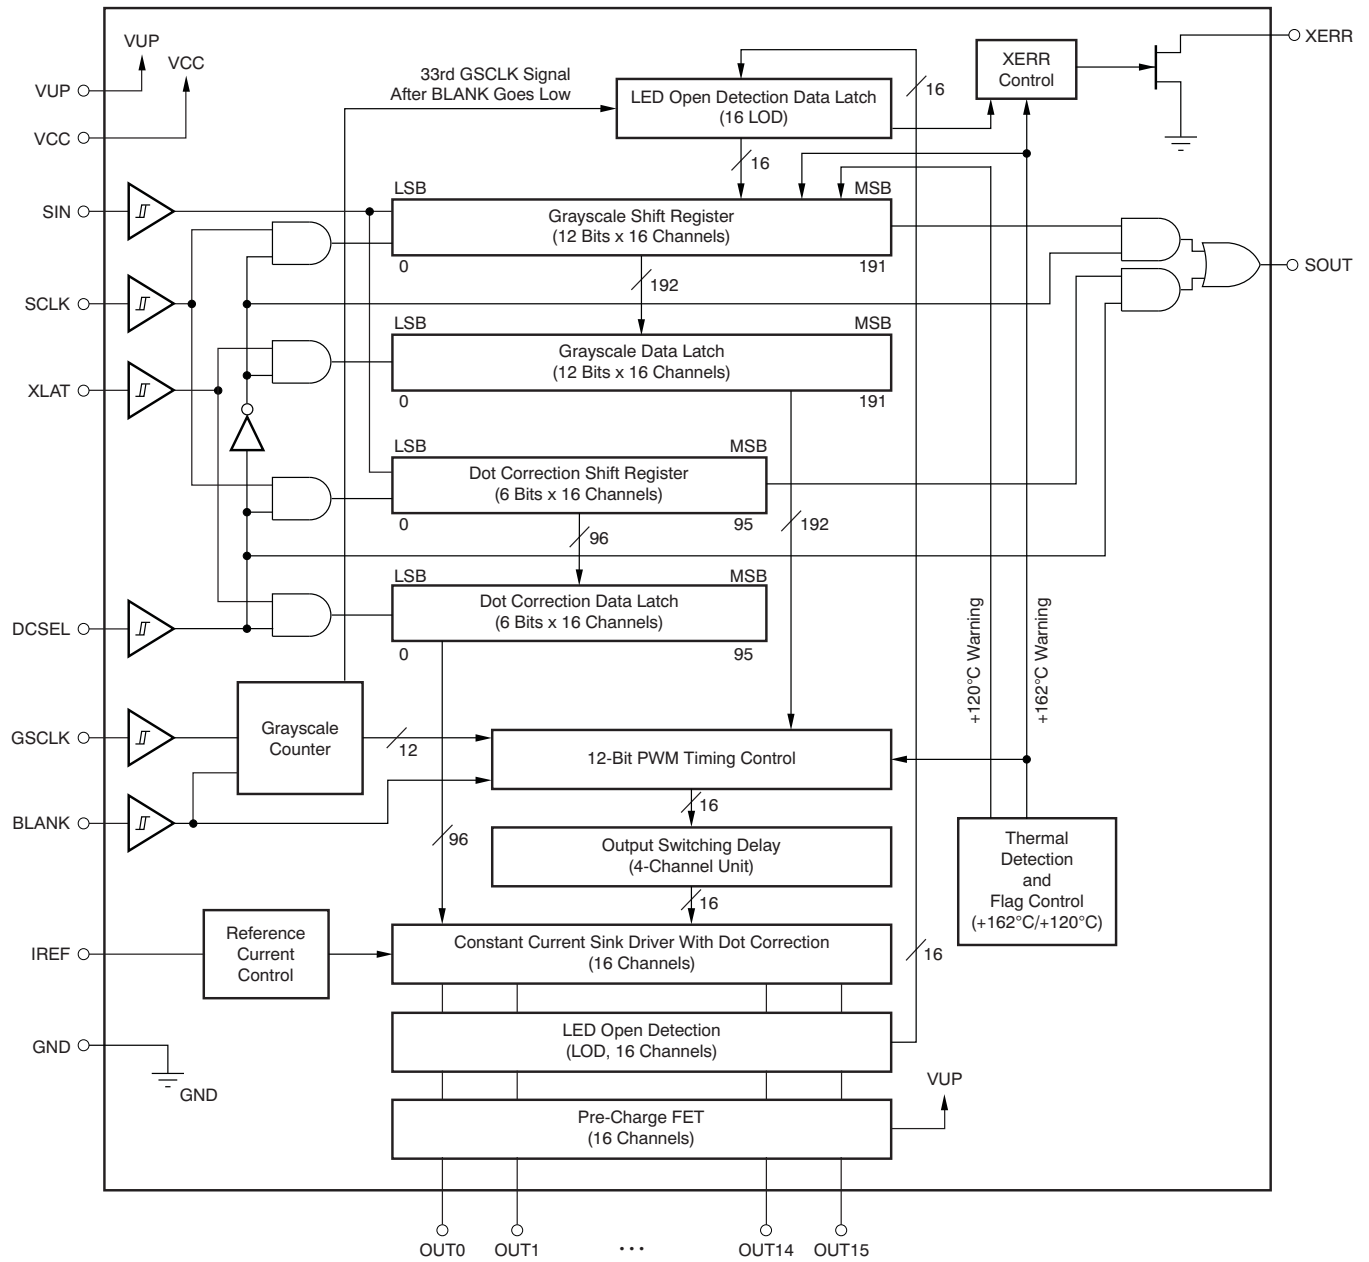 VUP
VCC
VUP
VCC
33rd GSCLK Signal
After BLANK Goes Low
LED Open Detection Data Latch
(16 LOD)
16
XERR
Control
XERR
16
SIN
LSB
MSB
Grayscale Shift Register
(12 Bits x 16 Channels)
0
191
192
SCLK
SOUT
LSB
MSB
Grayscale Data Latch
(12 Bits x 16 Channels)
0
191
XLAT
LSB
MSB
Dot Correction Shift Register
(6 Bits x 16 Channels)
0
95
192
96
LSB
MSB
Dot Correction Data Latch
(6 Bits x 16 Channels)
0
95
DCSEL
+120°C Warning
+162°C Warning
GSCLK
Grayscale
Counter
12
12-Bit PWM Timing Control
16
BLANK
96
Output Switching Delay
(4-Channel Unit)
16
Thermal
Detection
and
Flag Control
(+162°C/+120°C)
IREF
Reference
Current
Control
Constant Current Sink Driver With Dot Correction
(16 Channels)
16
GND
GND
LED Open Detection
(LOD, 16 Channels)
VUP
Pre-Charge FET
(16 Channels)
OUT0
OUT1
...
OUT14
OUT15